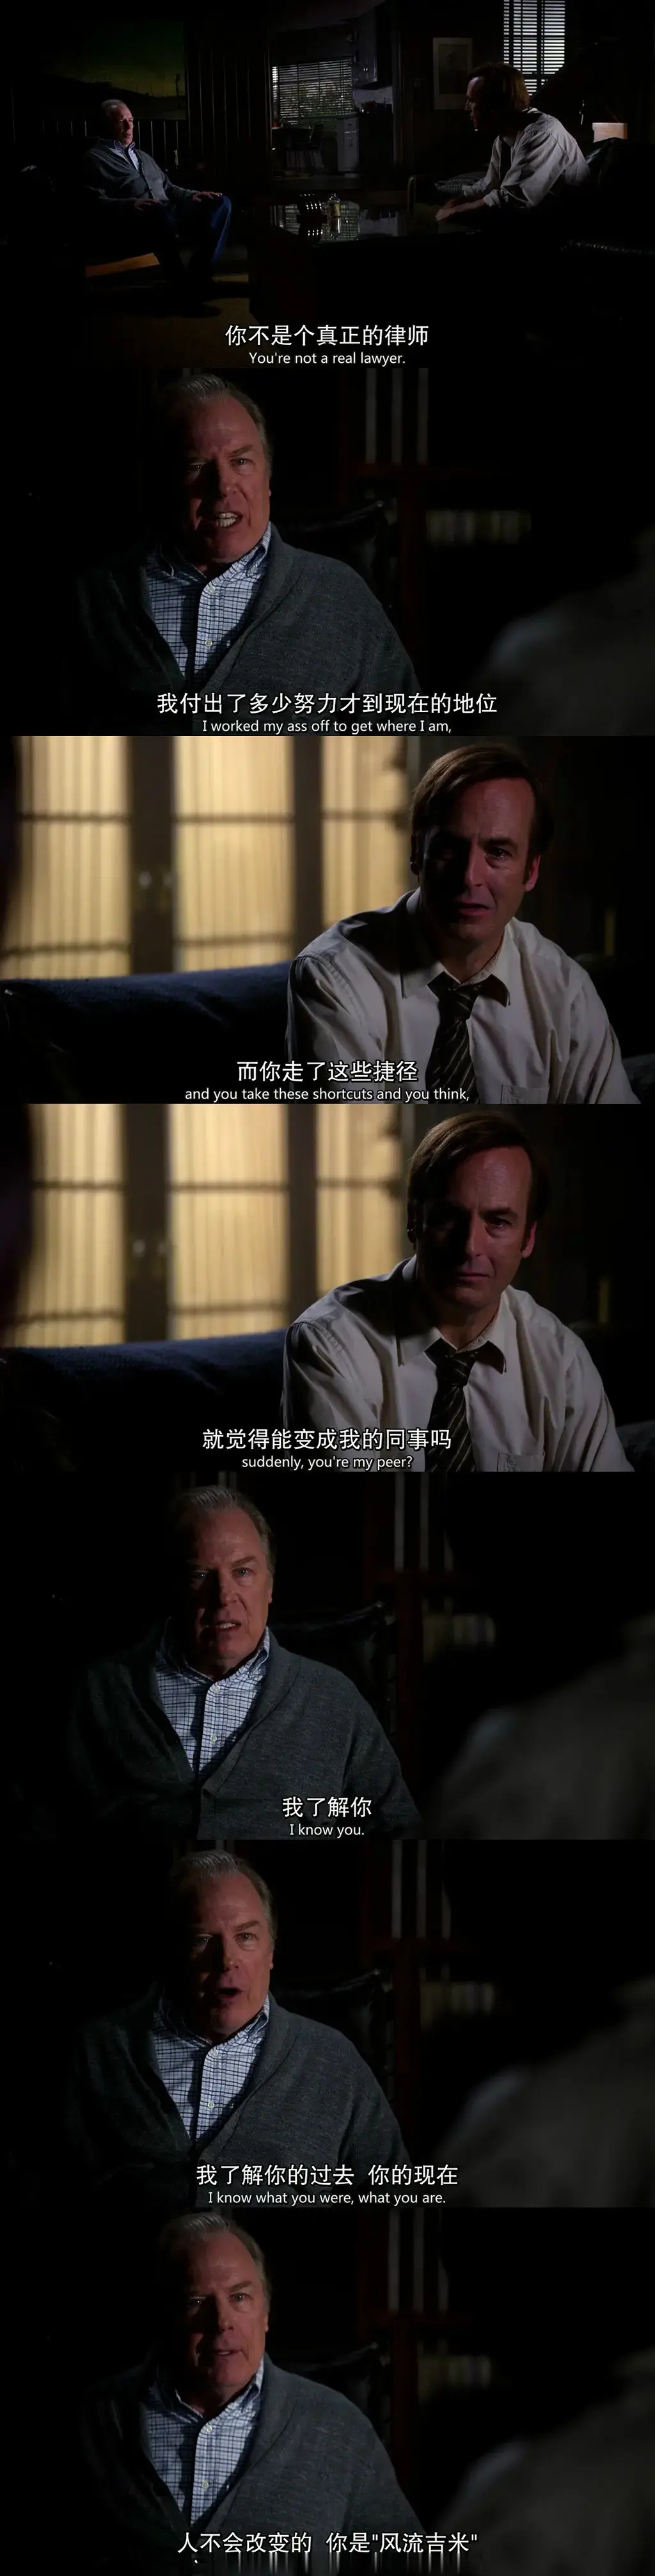 你不是个真正的律师
You're not a real lawyer.
我付出了多少努力才到现在的地位
I worked my ass off to get where I am,
而你走了这些捷径
and you take these shortcuts and you think,
就觉得能变成我的同事吗
suddenly, you're my peer?
我了解你
I know you.
我了解你的过去 你的现在
I know what you were, what you are.
人不会改变的 你是"风流吉米"